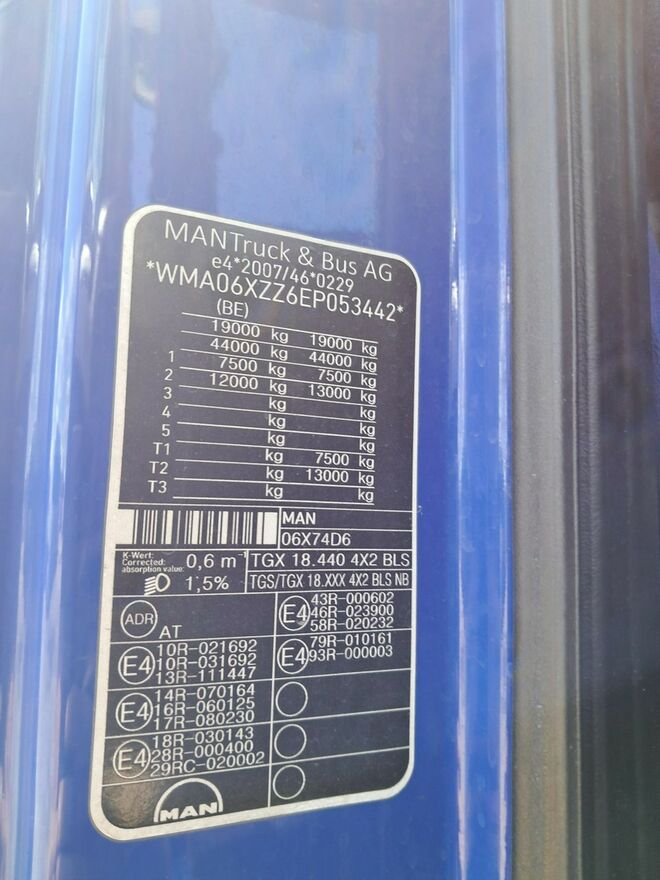 MANTruck & Bus AG
e4*2007/46*0229
*WMA06XZZ6EP053442*
(BE)
19000 kg 19000 kg
44000 kg 44000 kg
1 7500 kg 7500 kg
2 12000 kg 13000 kg
3 kg kg
4 kg kg
5 kg kg
T1 kg 7500 kg
T2 kg 13000 kg
T3 kg kg
MAN
06X74D6
K-Wert:
Corrected: 0,6 m⁻¹ TGX 18.440 4X2 BLS
absorption value:
1,5% TGS/TGX 18.XXX 4X2 BLS NB
ADR AT
E4 43R-000602
46R-023900
58R-020232
E4 10R-021692
10R-031692
13R-111447
E4 79R-010161
93R-000003
E4 14R-070164
16R-060125
17R-080230
E4 18R-030143
28R-000400
29RC-020002
MAN